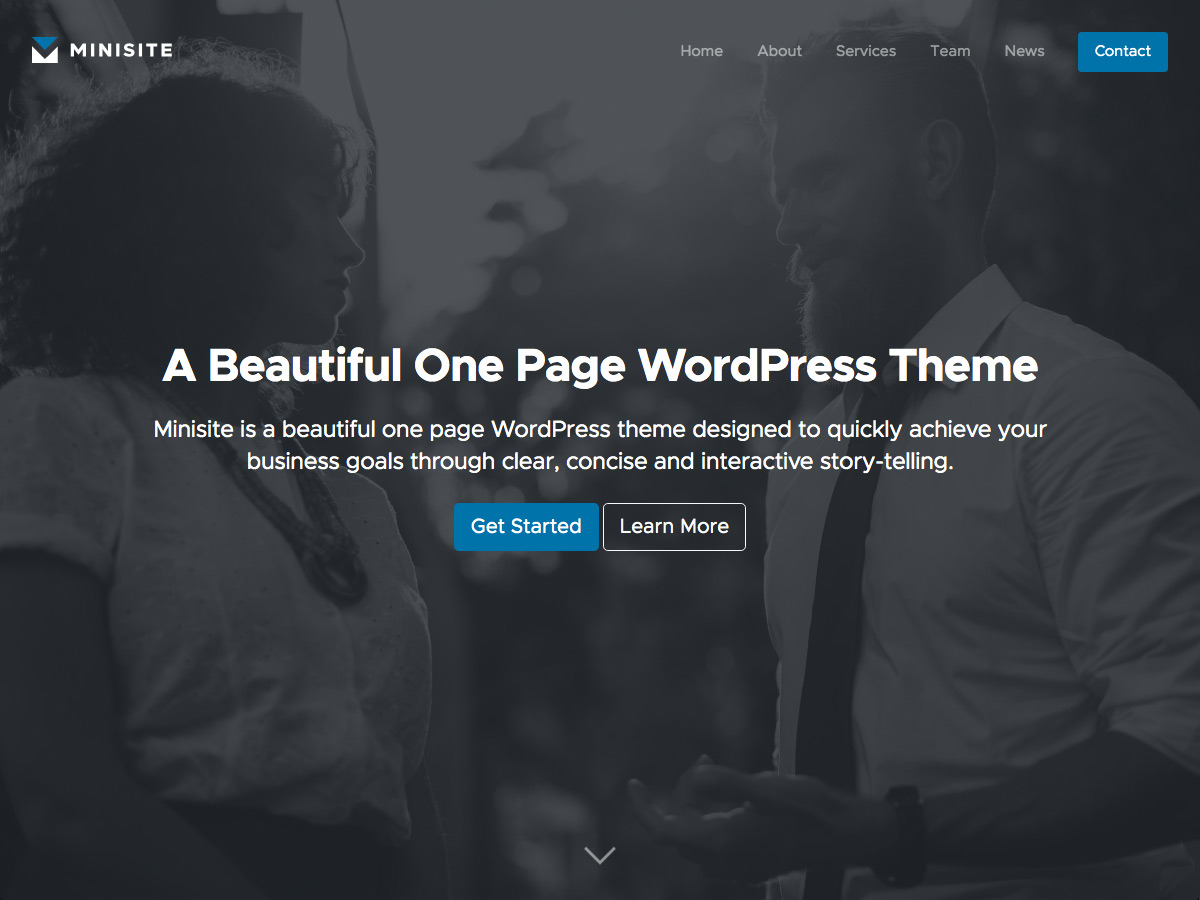 MINISITE
Home About Services Team News Contact
A Beautiful One Page WordPress Theme
Minisite is a beautiful one page WordPress theme designed to quickly achieve your
business goals through clear, concise and interactive story-telling.
Get Started Learn More